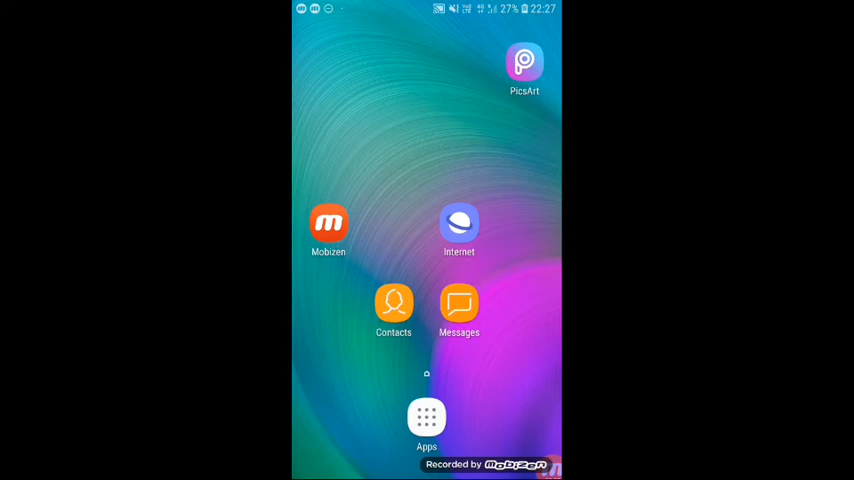 27% 22:27
PicsArt
Mobizen
Internet
Contacts
Messages
Apps
Recorded by mobizen